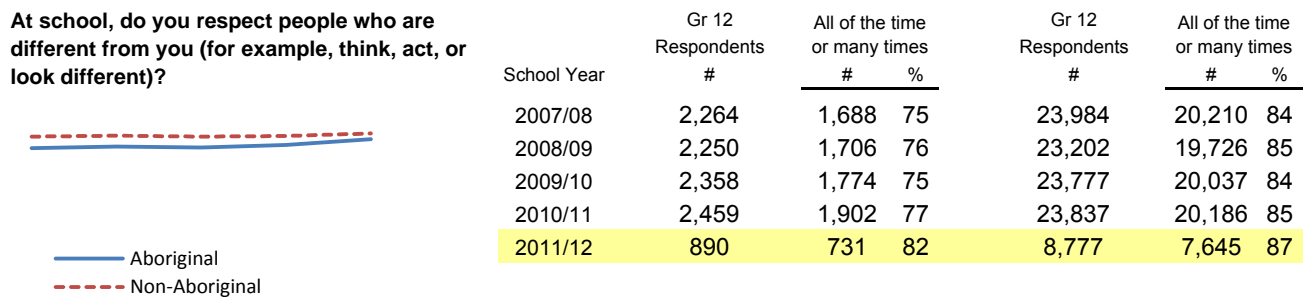 At school, do you respect people who are
different from you (for example, think, act, or
look different)?
Aboriginal
Non-Aboriginal
Gr 12 All of the time Gr 12 All of the time
Respondents or many times Respondents or many times
School Year # # % # # %
2007/08 2,264 1,688 75 23,984 20,210 84
2008/09 2,250 1,706 76 23,202 19,726 85
2009/10 2,358 1,774 75 23,777 20,037 84
2010/11 2,459 1,902 77 23,837 20,186 85
2011/12 890 731 82 8,777 7,645 87